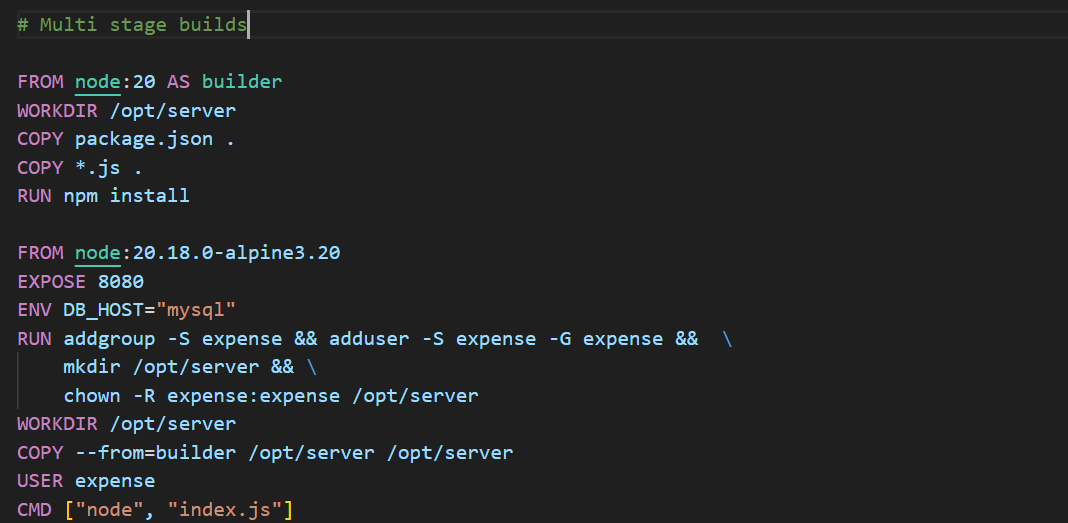 # Multi stage builds
FROM node:20 AS builder
WORKDIR /opt/server
COPY package.json .
COPY *.js .
RUN npm install
FROM node:20.18.0-alpine3.20
EXPOSE 8080
ENV DB_HOST="mysql"
RUN addgroup -S expense && adduser -S expense -G expense &&  \
    mkdir /opt/server && \
    chown -R expense:expense /opt/server
WORKDIR /opt/server
COPY --from=builder /opt/server /opt/server
USER expense
CMD ["node", "index.js"]